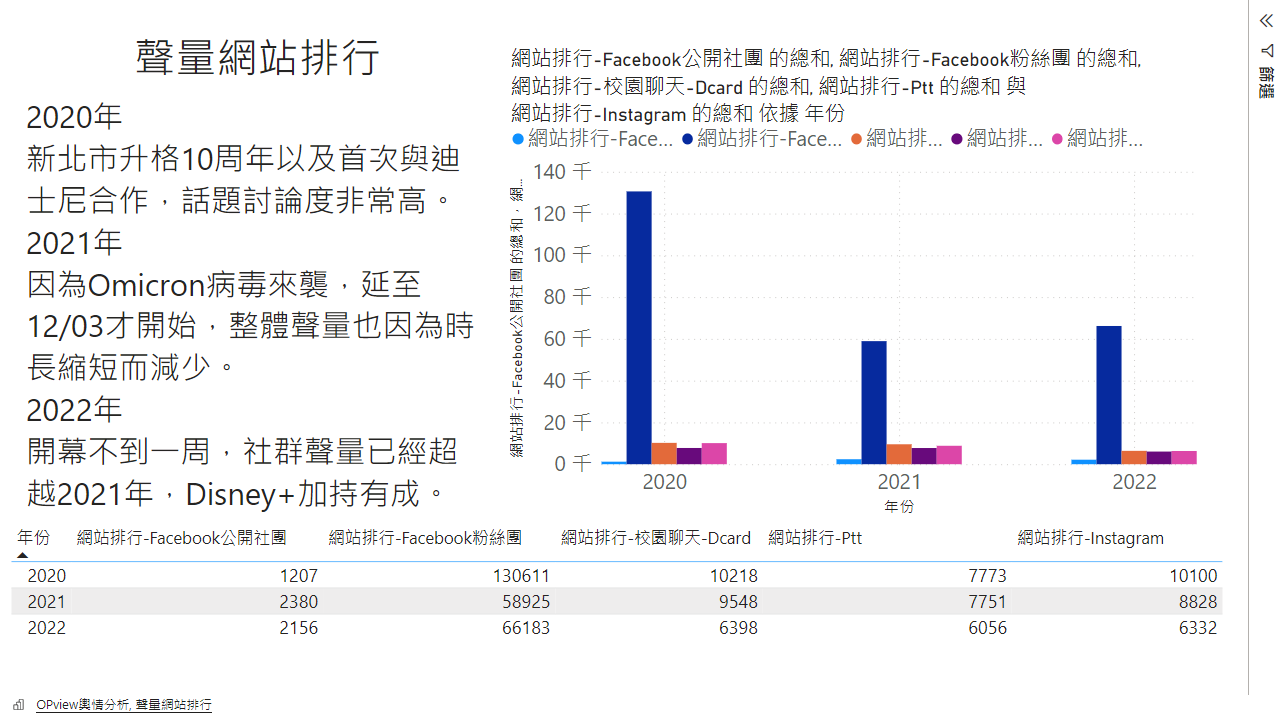 聲量網站排行
2020年
新北市升格10周年以及首次與迪
士尼合作，話題討論度非常高。
2021年
因為Omicron病毒來襲，延至
12/03才開始，整體聲量也因為時
長縮短而減少。
2022年
開幕不到一周，社群聲量已經超
越2021年，Disney+加持有成。
網站排行-Facebook公開社團 的總和, 網站排行-Facebook粉絲團 的總和,
網站排行-校園聊天-Dcard 的總和, 網站排行-Ptt 的總和 與
網站排行-Instagram 的總和 依據 年份
網站排行-Face... 網站排行-Face... 網站排... 網站排... 網站排...
網站排行-Facebook公開社團 的總和，網...
140 千
120 千
100 千
80 千
60 千
40 千
20 千
0 千
2020 2021 2022
年份
年份 網站排行-Facebook公開社團 網站排行-Facebook粉絲團 網站排行-校園聊天-Dcard 網站排行-Ptt 網站排行-Instagram
2020 1207 130611 10218 7773 10100
2021 2380 58925 9548 7751 8828
2022 2156 66183 6398 6056 6332
OPview輿情分析, 聲量網站排行
篩選